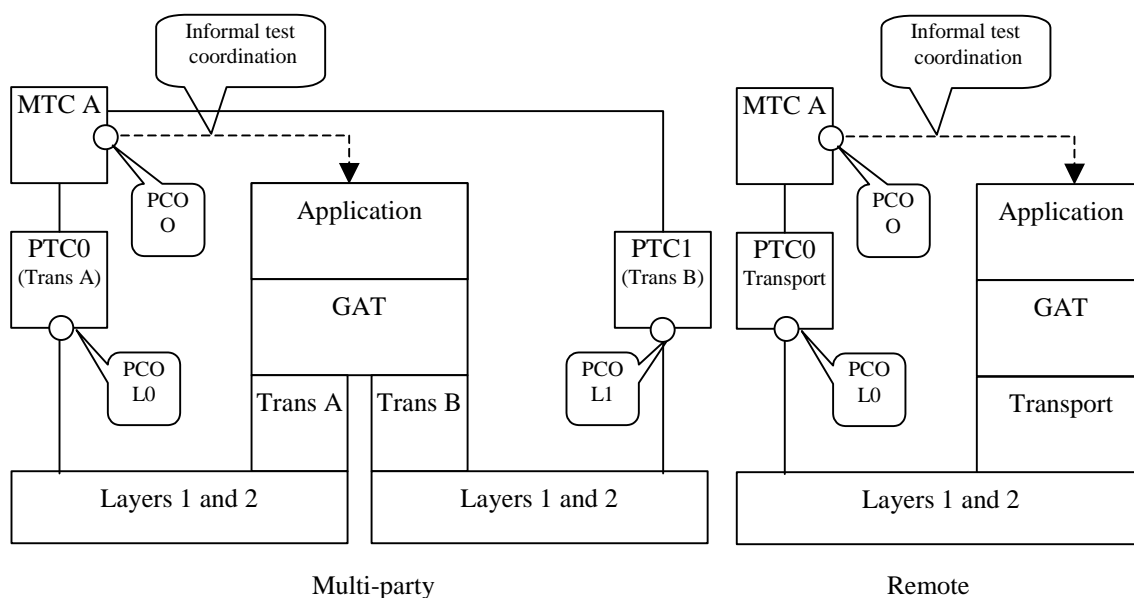 Informal test
coordination
Informal test
coordination
MTC A
MTC A
PCO
O
PCO
O
Application
Application
PTC0
(Trans A)
PTC1
(Trans B)
PTC0
Transport
GAT
GAT
PCO
L0
PCO
L1
PCO
L0
Trans A
Trans B
Transport
Layers 1 and 2
Layers 1 and 2
Layers 1 and 2
Multi-party
Remote